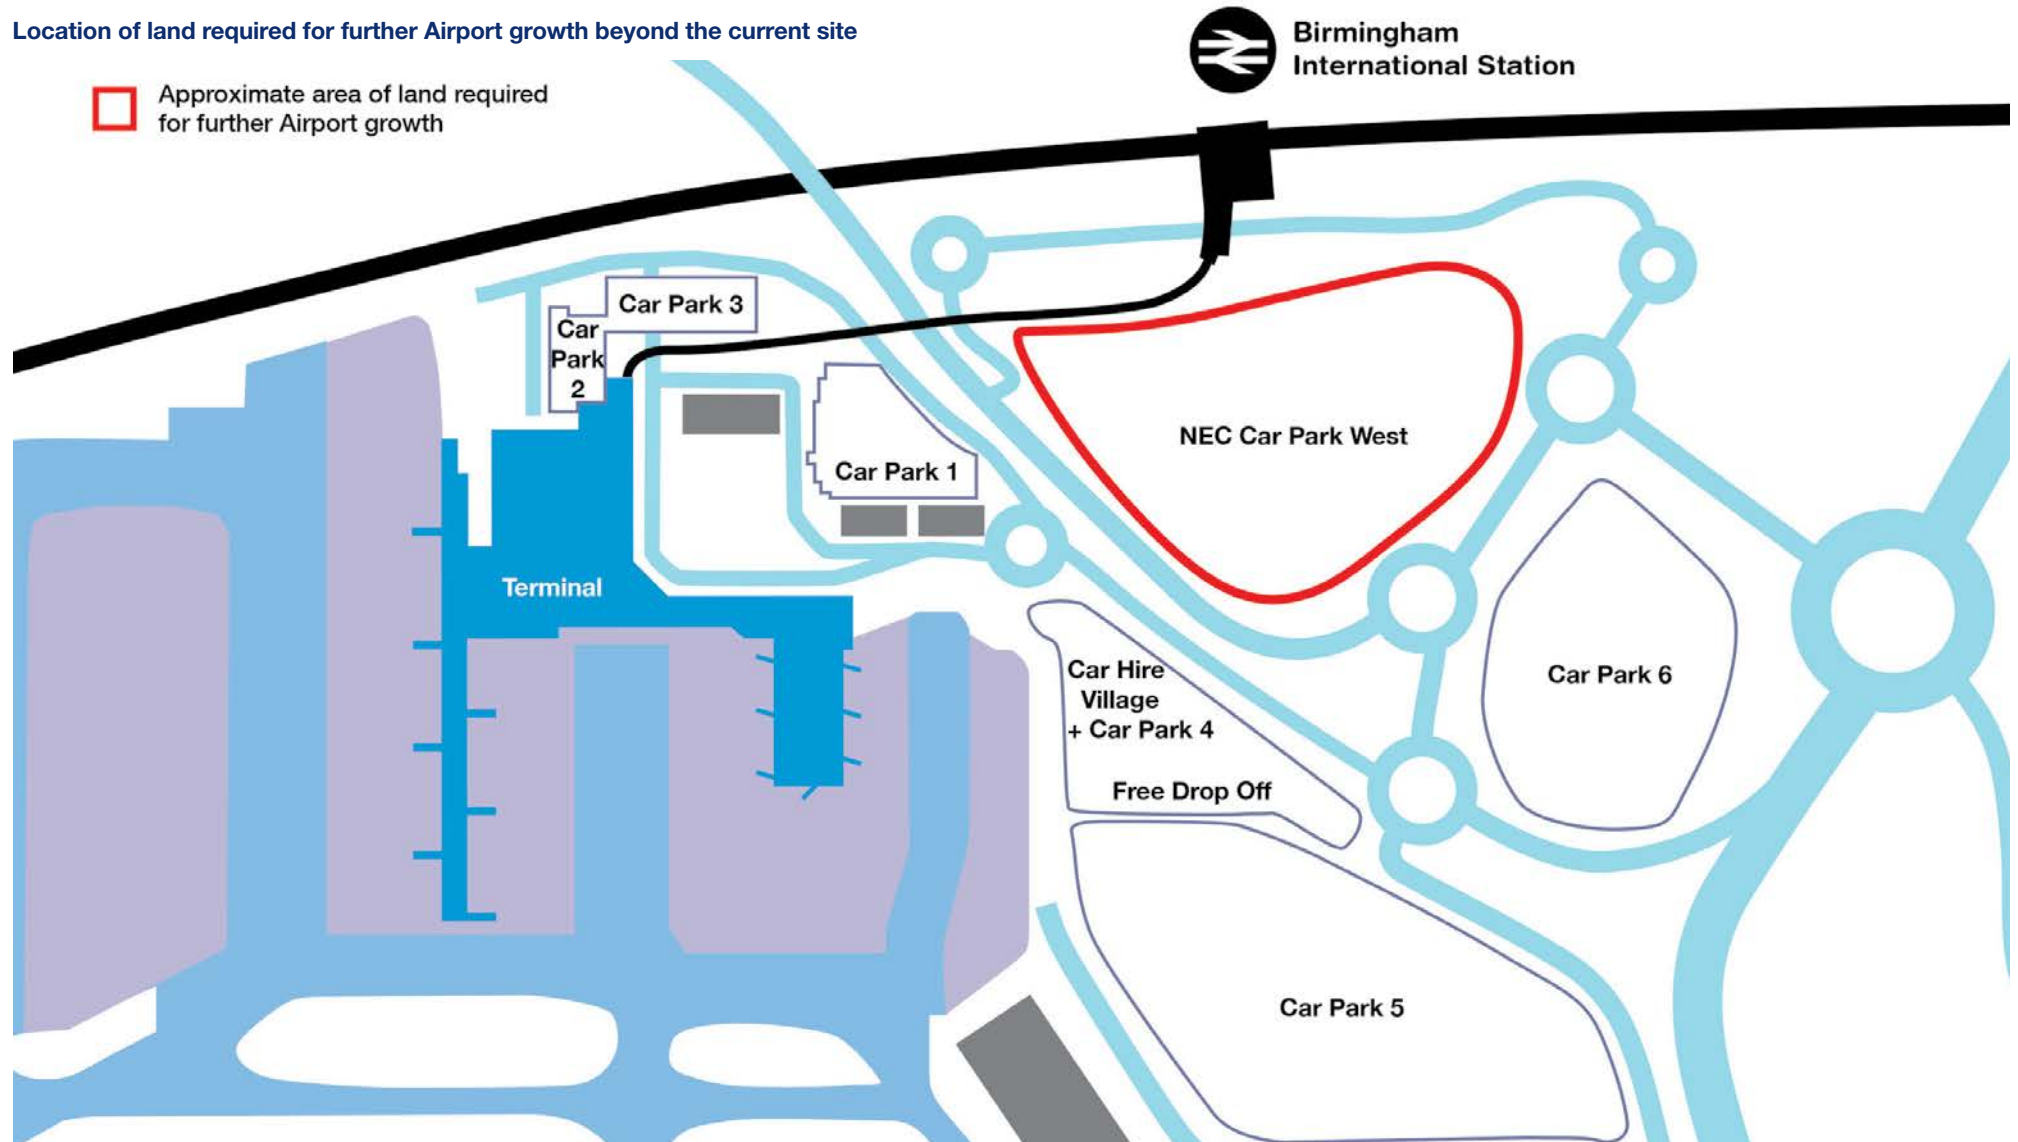 Location of land required for further Airport growth beyond the current site
Birmingham
International Station
Approximate area of land required
for further Airport growth
Car Park 3
Car
Park
2
NEC Car Park West
Car Park 1
Terminal
Car Hire
Village
+ Car Park 4
Car Park 6
Free Drop Off
Car Park 5